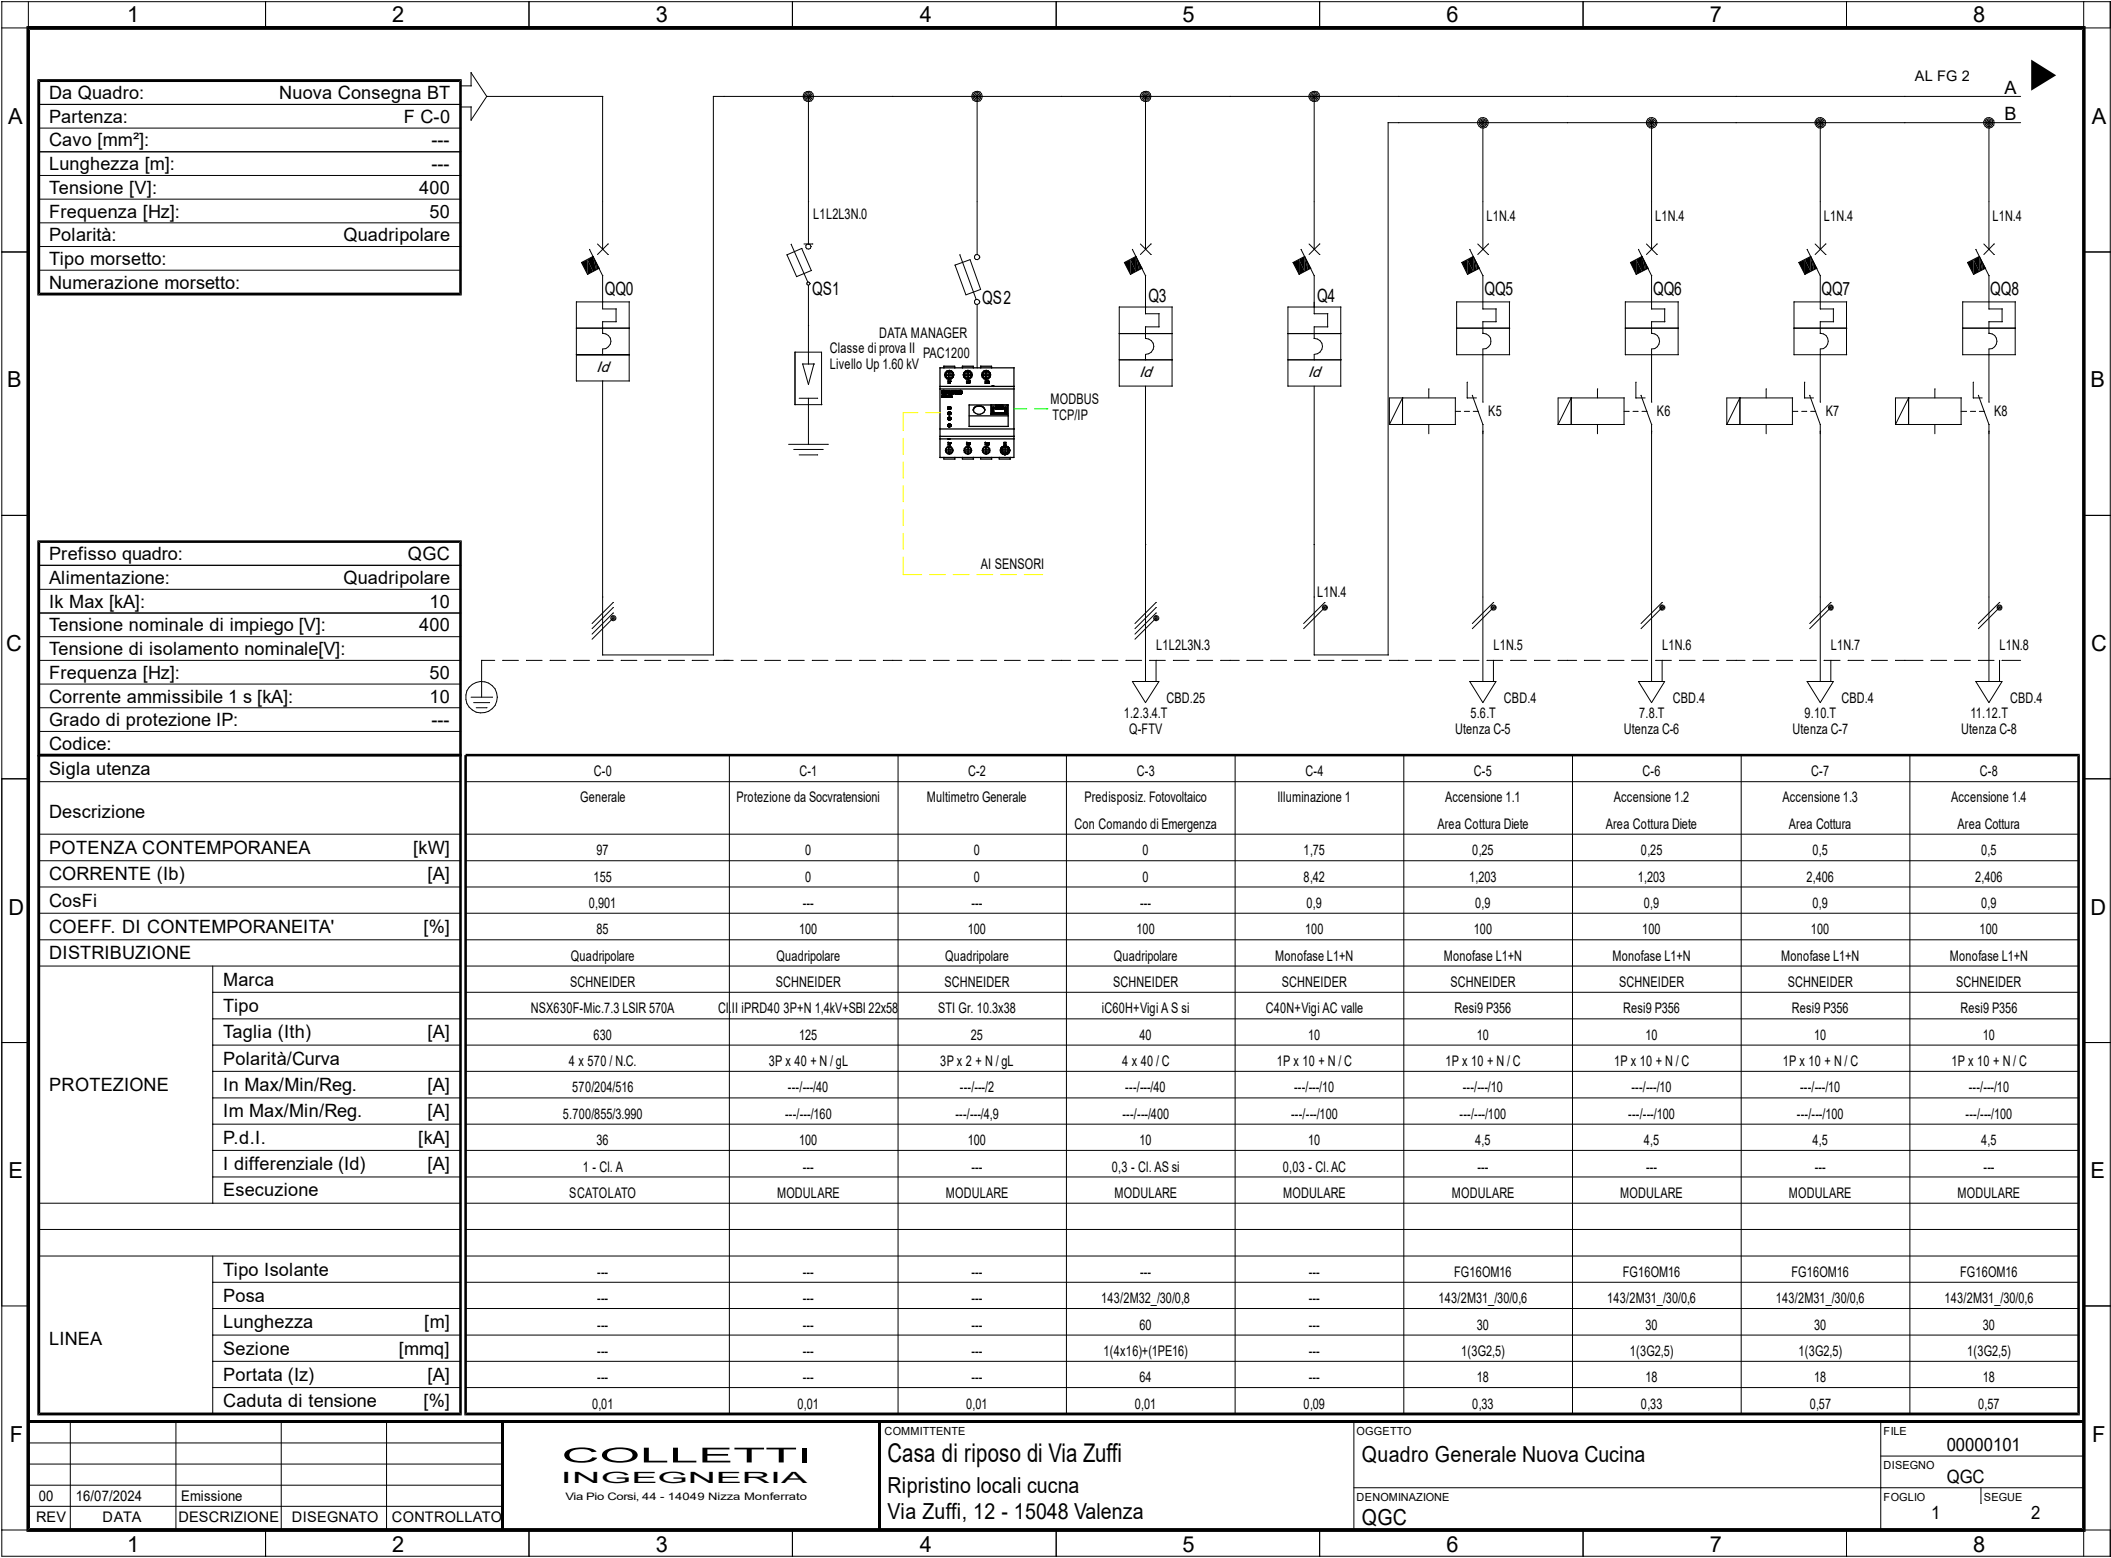 1 2 3 4 5 6 7 8
A
B
C
D
E
F
A
B
C
D
E
F
Da Quadro: Nuova Consegna BT
Partenza: F C-0
Cavo [mm²]: ---
Lunghezza [m]: ---
Tensione [V]: 400
Frequenza [Hz]: 50
Polarità: Quadripolare
Tipo morsetto:
Numerazione morsetto:
AL FG 2
A
B
L1L2L3N.0
L1N.4 L1N.4 L1N.4 L1N.4
QQ0 QS1 QS2 Q3 Q4 QQ5 QQ6 QQ7 QQ8
Id Id Id
DATA MANAGER
PAC1200
Classe di prova II
Livello Up 1.60 kV
MODBUS
TCP/IP
K5 K6 K7 K8
AI SENSORI
L1N.4
L1L2L3N.3 L1N.5 L1N.6 L1N.7 L1N.8
CBD.25 CBD.4 CBD.4 CBD.4 CBD.4
1.2.3.4.T 5.6.T 7.8.T 9.10.T 11.12.T
Q-FTV Utenza C-5 Utenza C-6 Utenza C-7 Utenza C-8
Prefisso quadro: QGC
Alimentazione: Quadripolare
Ik Max [kA]: 10
Tensione nominale di impiego [V]: 400
Tensione di isolamento nominale[V]:
Frequenza [Hz]: 50
Corrente ammissibile 1 s [kA]: 10
Grado di protezione IP: ---
Codice:
Sigla utenza C-0 C-1 C-2 C-3 C-4 C-5 C-6 C-7 C-8
Descrizione Generale Protezione da Socvratensioni Multimetro Generale Predisposiz. Fotovoltaico Illuminazione 1 Accensione 1.1 Accensione 1.2 Accensione 1.3 Accensione 1.4
Con Comando di Emergenza Area Cottura Diete Area Cottura Diete Area Cottura Area Cottura
POTENZA CONTEMPORANEA [kW] 97 0 0 0 1,75 0,25 0,25 0,5 0,5
CORRENTE (Ib) [A] 155 0 0 0 8,42 1,203 1,203 2,406 2,406
CosFi 0,901 --- --- --- 0,9 0,9 0,9 0,9 0,9
COEFF. DI CONTEMPORANEITA' [%] 85 100 100 100 100 100 100 100 100
DISTRIBUZIONE Quadripolare Quadripolare Quadripolare Quadripolare Monofase L1+N Monofase L1+N Monofase L1+N Monofase L1+N Monofase L1+N
PROTEZIONE
Marca SCHNEIDER SCHNEIDER SCHNEIDER SCHNEIDER SCHNEIDER SCHNEIDER SCHNEIDER SCHNEIDER SCHNEIDER
Tipo NSX630F-Mic.7.3 LSIR 570A Cl.II iPRD40 3P+N 1,4kV+SBI 22x58 STI Gr. 10.3x38 iC60H+Vigi A S si C40N+Vigi AC valle Resi9 P356 Resi9 P356 Resi9 P356 Resi9 P356
Taglia (Ith) [A] 630 125 25 40 10 10 10 10 10
Polarità/Curva 4 x 570 / N.C. 3P x 40 + N / gL 3P x 2 + N / gL 4 x 40 / C 1P x 10 + N / C 1P x 10 + N / C 1P x 10 + N / C 1P x 10 + N / C 1P x 10 + N / C
In Max/Min/Reg. [A] 570/204/516 ---/---/40 ---/---/2 ---/---/40 ---/---/10 ---/---/10 ---/---/10 ---/---/10 ---/---/10
Im Max/Min/Reg. [A] 5.700/855/3.990 ---/---/160 ---/---/4,9 ---/---/400 ---/---/100 ---/---/100 ---/---/100 ---/---/100 ---/---/100
P.d.I. [kA] 36 100 100 10 10 4,5 4,5 4,5 4,5
I differenziale (Id) [A] 1 - Cl. A --- --- 0,3 - Cl. AS si 0,03 - Cl. AC --- --- --- ---
Esecuzione SCATOLATO MODULARE MODULARE MODULARE MODULARE MODULARE MODULARE MODULARE MODULARE
LINEA
Tipo Isolante --- --- --- --- --- FG16OM16 FG16OM16 FG16OM16 FG16OM16
Posa --- --- --- 143/2M32_/30/0,8 --- 143/2M31_/30/0,6 143/2M31_/30/0,6 143/2M31_/30/0,6 143/2M31_/30/0,6
Lunghezza [m] --- --- --- 60 --- 30 30 30 30
Sezione [mmq] --- --- --- 1(4x16)+(1PE16) --- 1(3G2,5) 1(3G2,5) 1(3G2,5) 1(3G2,5)
Portata (Iz) [A] --- --- --- 64 --- 18 18 18 18
Caduta di tensione [%] 0,01 0,01 0,01 0,01 0,09 0,33 0,33 0,57 0,57
00 16/07/2024 Emissione
REV DATA DESCRIZIONE DISEGNATO CONTROLLATO
COLLETTI
INGEGNERIA
Via Pio Corsi, 44 - 14049 Nizza Monferrato
COMMITTENTE
Casa di riposo di Via Zuffi
Ripristino locali cucna
Via Zuffi, 12 - 15048 Valenza
OGGETTO
Quadro Generale Nuova Cucina
DENOMINAZIONE
QGC
FILE
00000101
DISEGNO
QGC
FOGLIO SEGUE
1 2
1 2 3 4 5 6 7 8